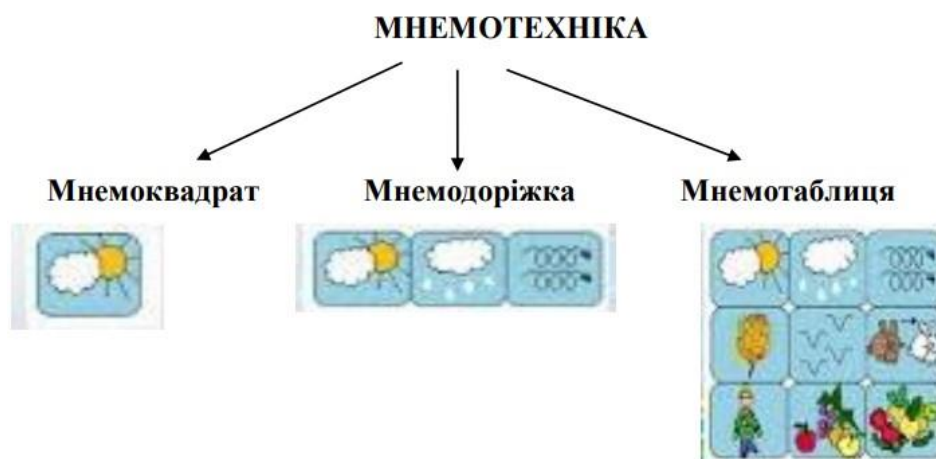 МНЕМОТЕХНІКА
Мнемоквадрат Мнемодоріжка Мнемотаблиця